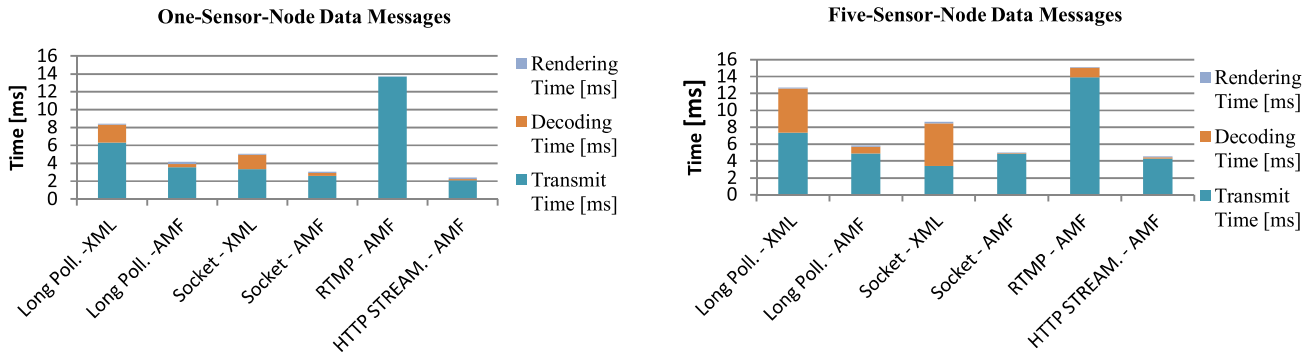 One-Sensor-Node Data Messages
16
14
12
10
8
6
4
2
0
Time [ms]
Long Poll. -XML
Long Poll. -AMF
Socket - XML
Socket - AMF
RTMP - AMF
HTTP STREAM. - AMF
Rendering
Time [ms]
Decoding
Time [ms]
Transmit
Time [ms]
Five-Sensor-Node Data Messages
16
14
12
10
8
6
4
2
0
Time [ms]
Long Poll. - XML
Long Poll. - AMF
Socket - XML
Socket - AMF
RTMP - AMF
HTTP STREAM. - AMF
Rendering
Time [ms]
Decoding
Time [ms]
Transmit
Time [ms]